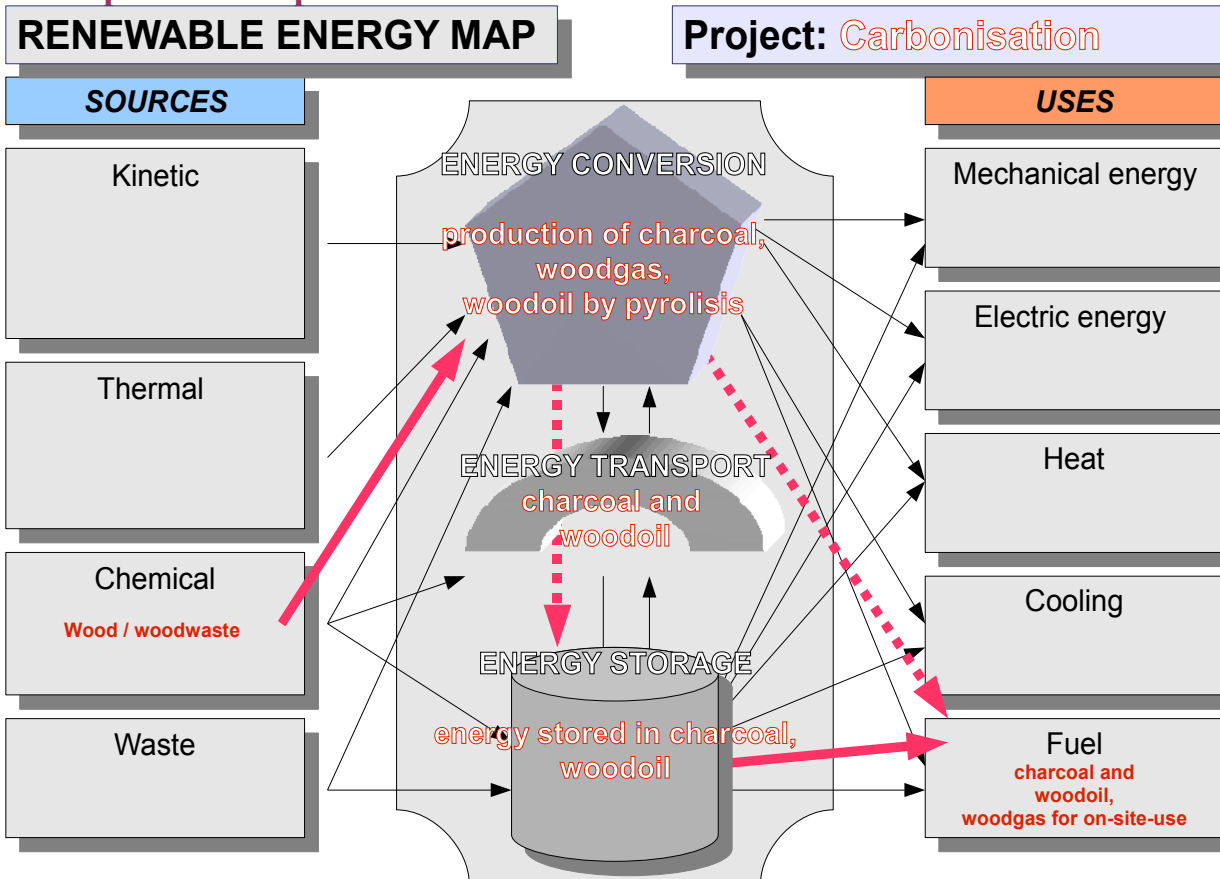 RENEWABLE ENERGY MAP
Project: Carbonisation
SOURCES
USES
Kinetic
Thermal
Chemical
Wood / woodwaste
Waste
ENERGY CONVERSION
production of charcoal,
woodgas,
woodoil by pyrolisis
ENERGY TRANSPORT
charcoal and
woodoil
ENERGY STORAGE
energy stored in charcoal,
woodoil
Mechanical energy
Electric energy
Heat
Cooling
Fuel
charcoal and
woodoil,
woodgas for on-site-use